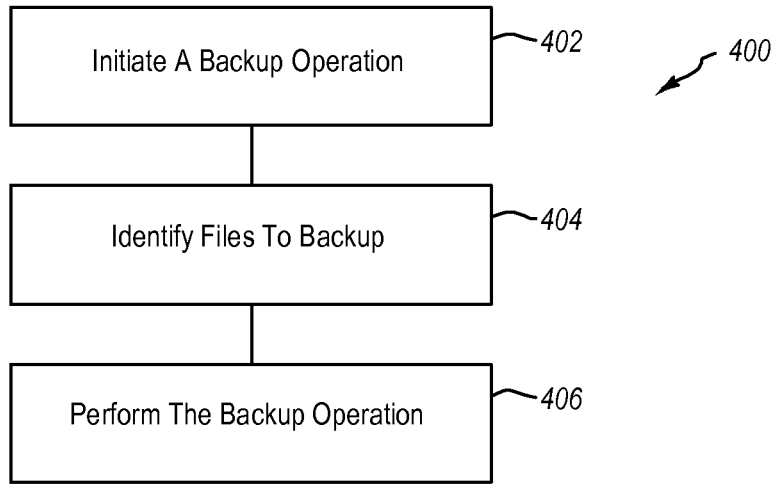 Initiate A Backup Operation
402
400
Identify Files To Backup
404
Perform The Backup Operation
406